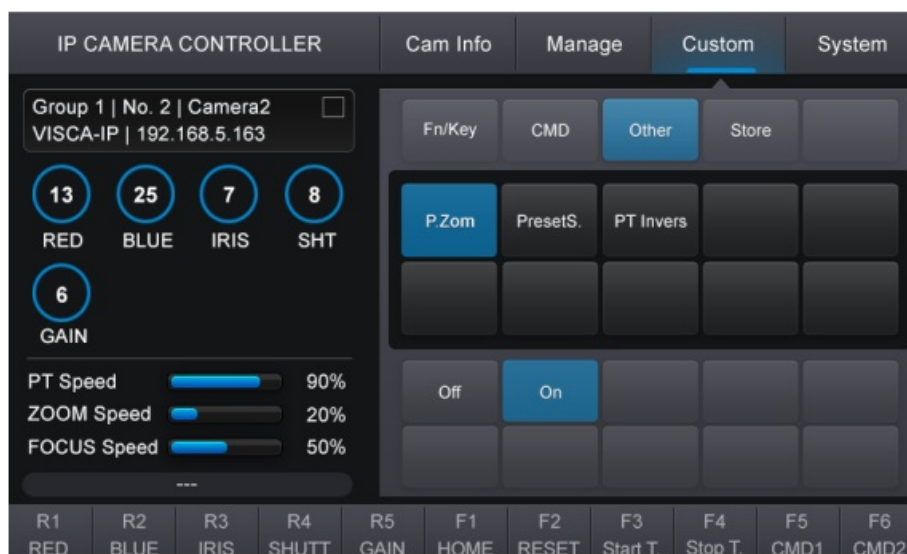 IP CAMERA CONTROLLER
Cam Info Manage Custom System
Group 1 | No. 2 | Camera2
VISCA-IP | 192.168.5.163
13 25 7 8
RED BLUE IRIS SHT
6
GAIN
PT Speed 90%
ZOOM Speed 20%
FOCUS Speed 50%
---
Fn/Key CMD Other Store
P.Zom PresetS. PT Invers
Off On
R1 R2 R3 R4 R5 F1 F2 F3 F4 F5 F6
RED BLUE IRIS SHUTT GAIN HOME RESET Start T. Stop T. CMD1 CMD2